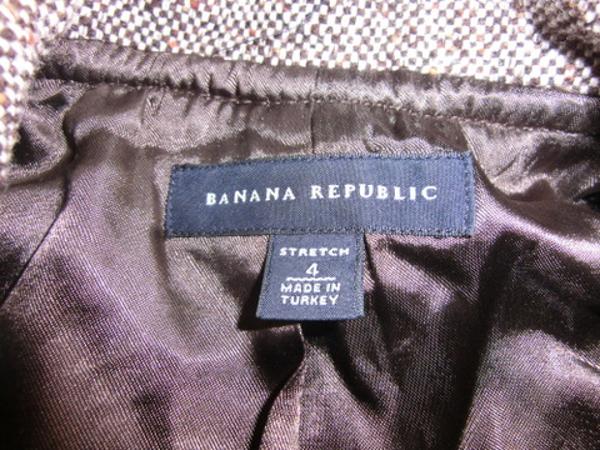 BANANA REPUBLIC
STRETCH
4
MADE IN
TURKEY